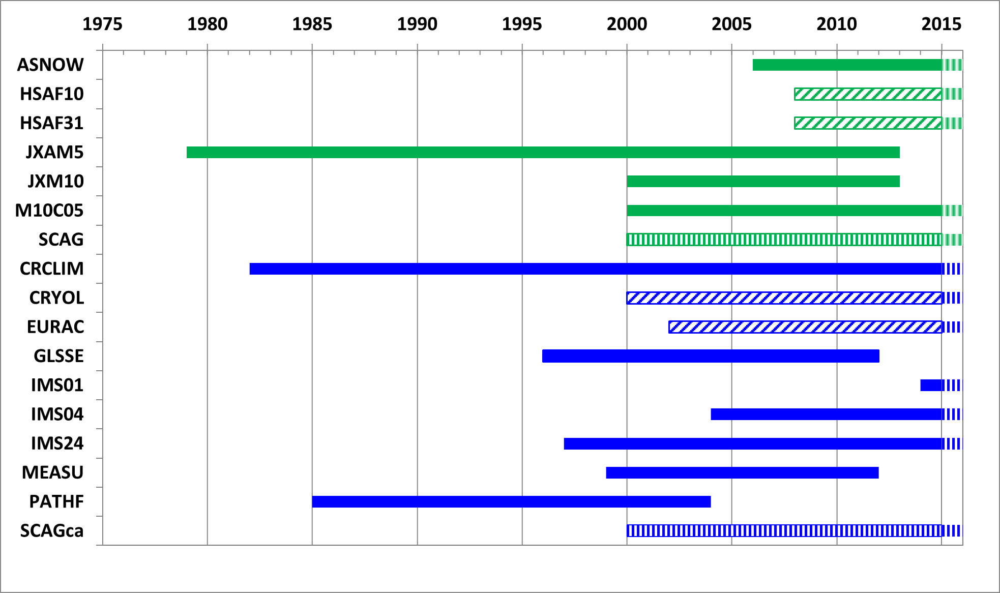 1975 1980 1985 1990 1995 2000 2005 2010 2015
ASNOW
HSAF10
HSAF31
JXAM5
JXM10
M10C05
SCAG
CRCLIM
CRYOL
EURAC
GLSSE
IMS01
IMS04
IMS24
MEASU
PATHF
SCAGca